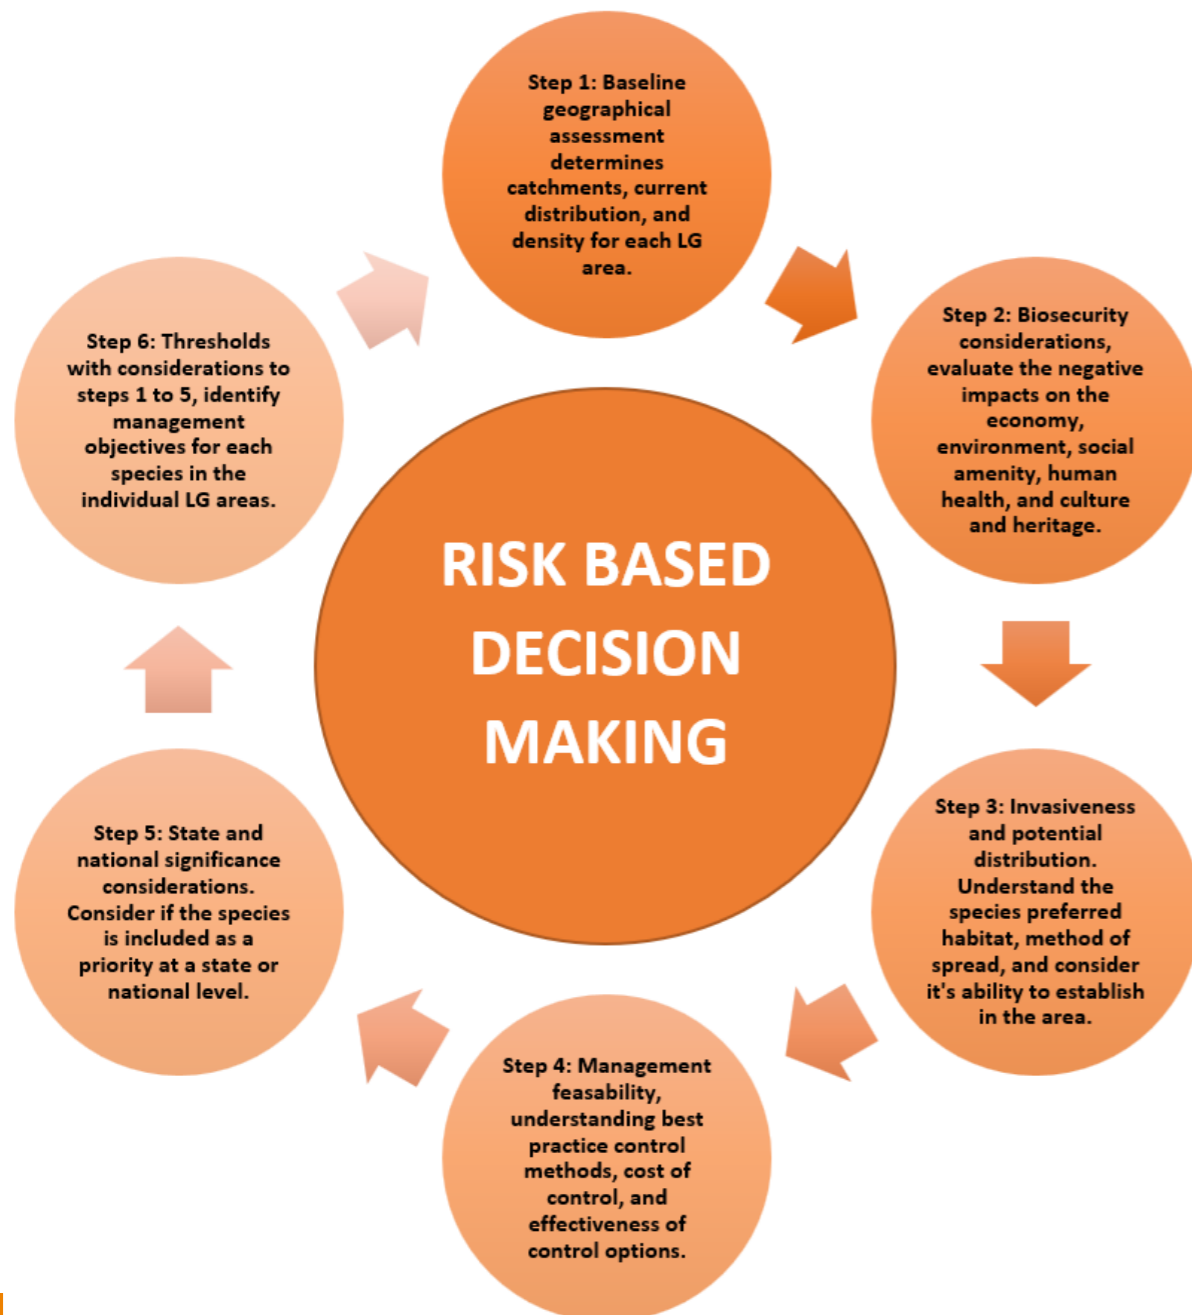 Step 1: Baseline
geographical
assessment
determines
catchments, current
distribution, and
density for each LG
area.
Step 2: Biosecurity
considerations,
evaluate the negative
impacts on the
economy,
environment, social
amenity, human
health, and culture
and heritage.
Step 3: Invasiveness
and potential
distribution.
Understand the
species preferred
habitat, method of
spread, and consider
it's ability to establish
in the area.
Step 4: Management
feasability,
understanding best
practice control
methods, cost of
control, and
effectiveness of
control options.
Step 5: State and
national significance
considerations.
Consider if the species
is included as a
priority at a state or
national level.
Step 6: Thresholds
with considerations to
steps 1 to 5, identify
management
objectives for each
species in the
individual LG areas.
RISK BASED
DECISION
MAKING